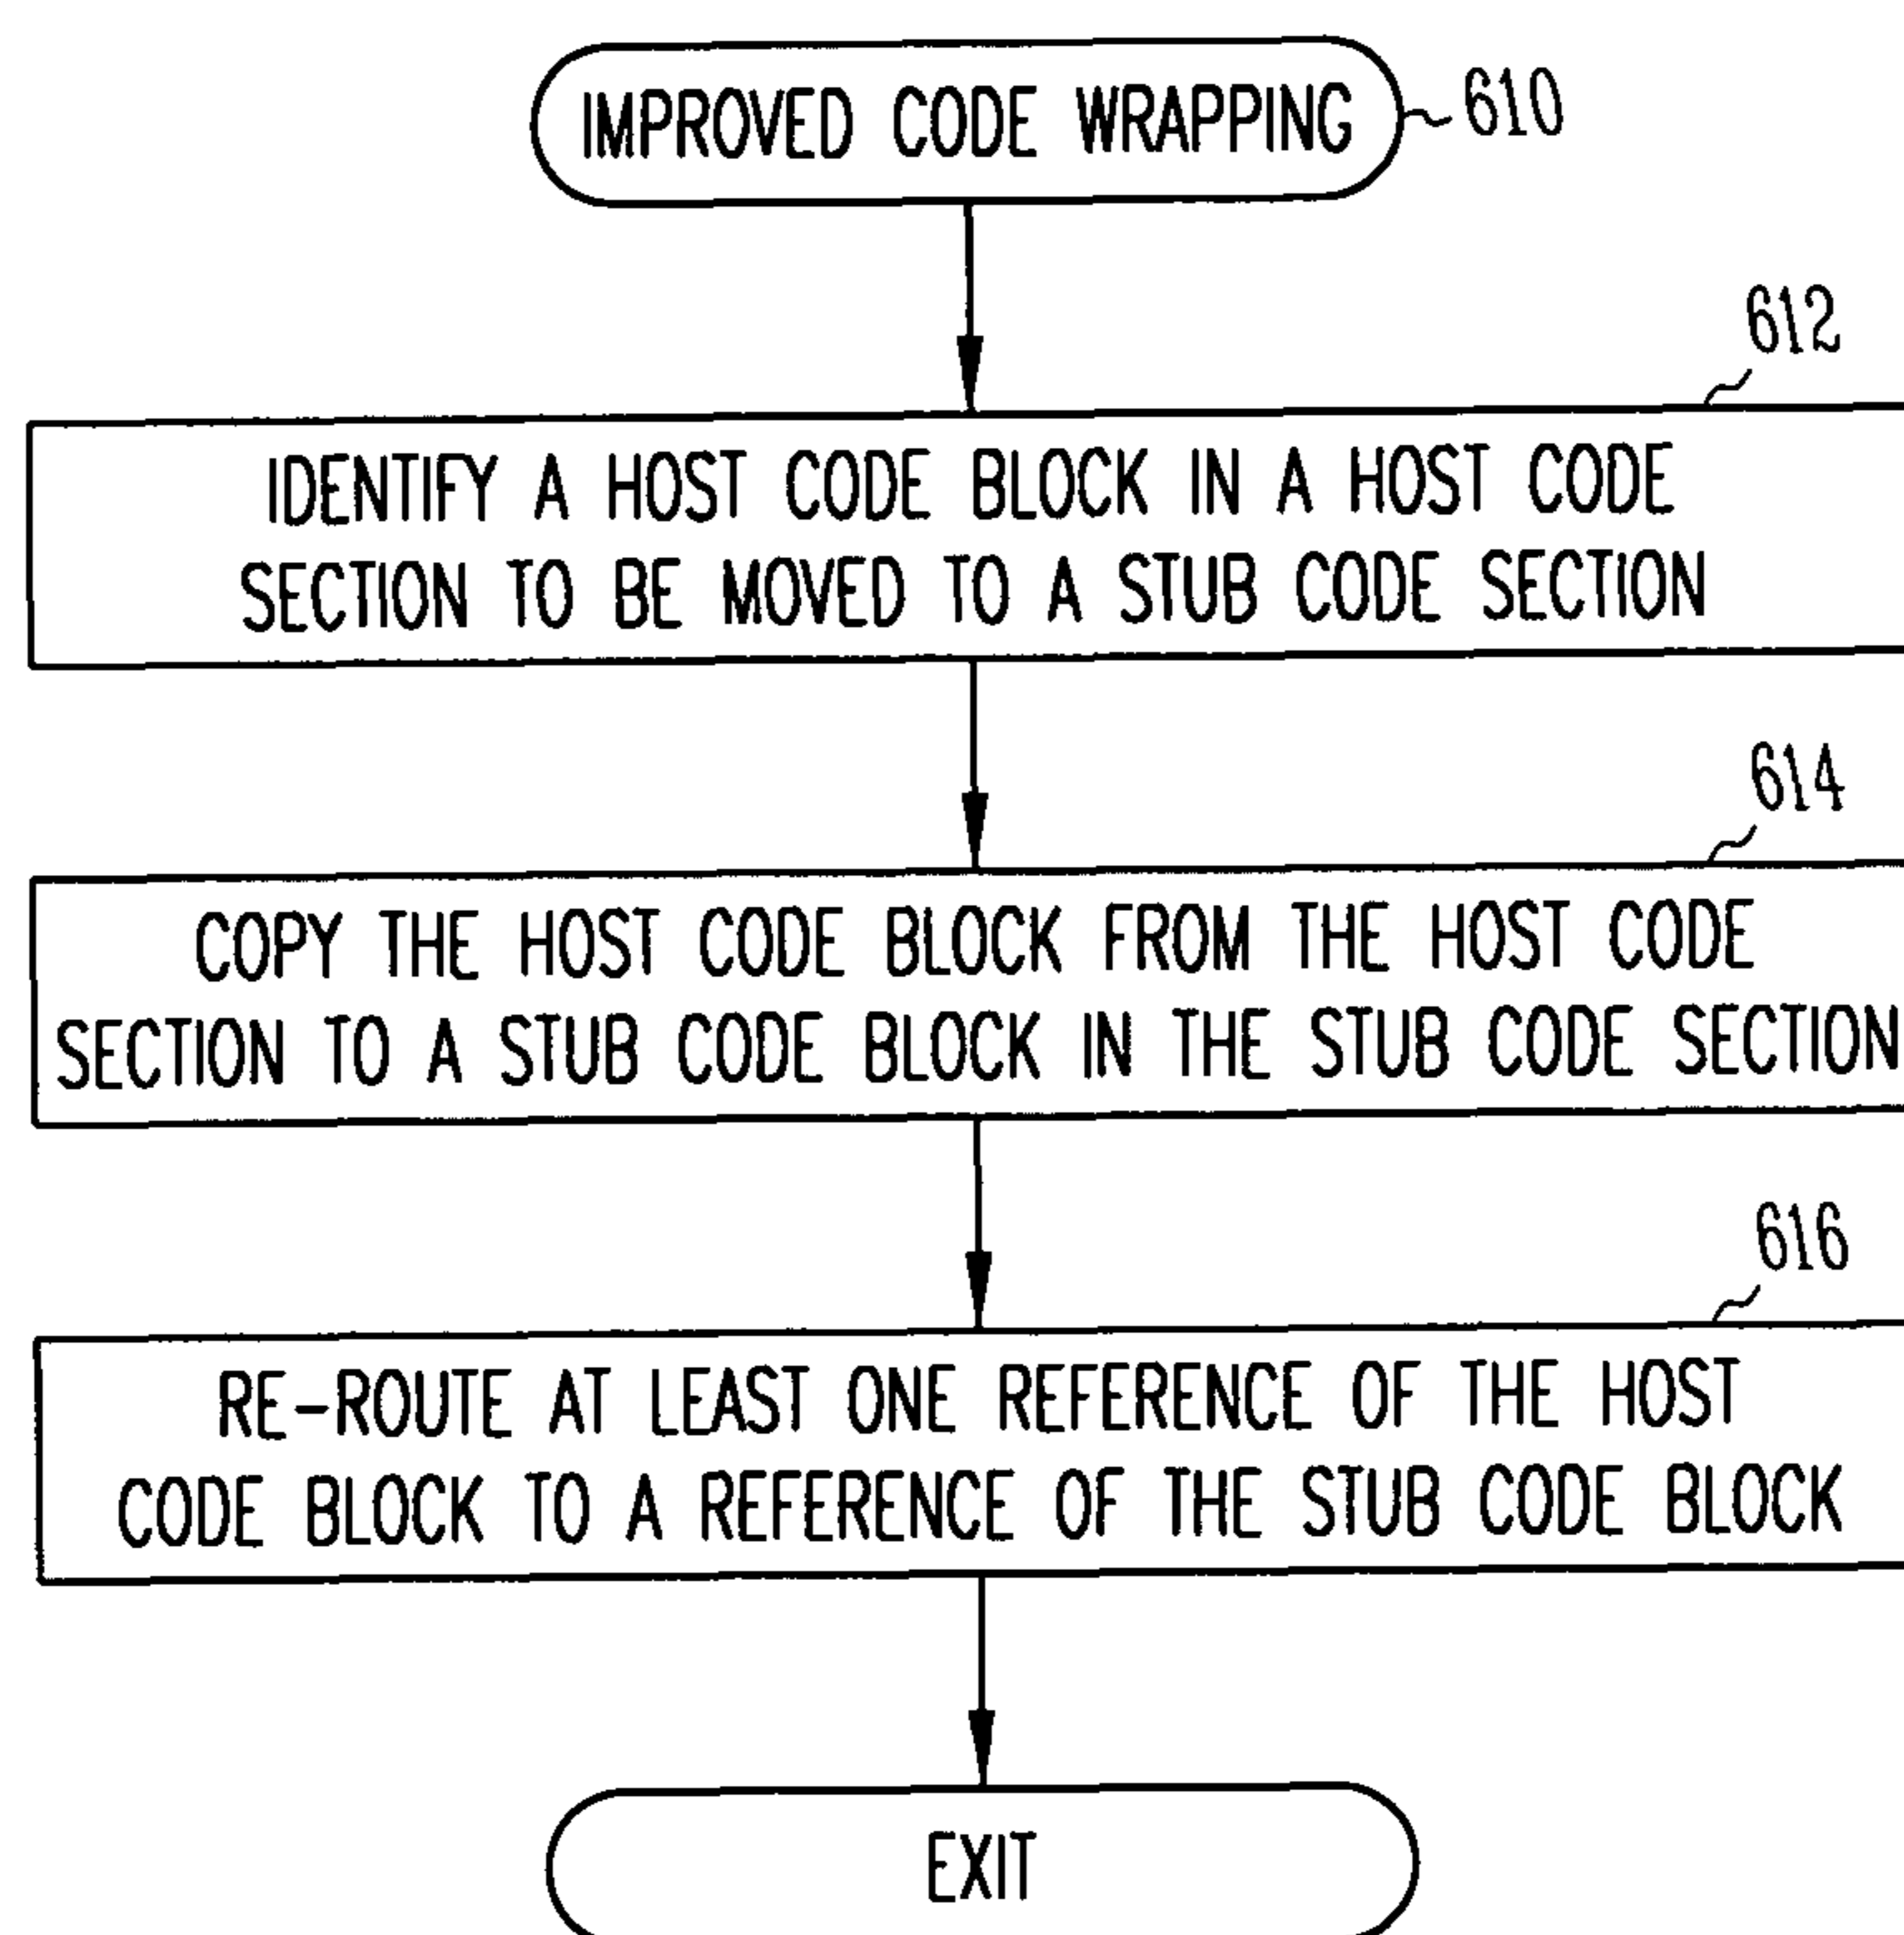 IMPROVED CODE WRAPPING 610
612
IDENTIFY A HOST CODE BLOCK IN A HOST CODE
SECTION TO BE MOVED TO A STUB CODE SECTION
614
COPY THE HOST CODE BLOCK FROM THE HOST CODE
SECTION TO A STUB CODE BLOCK IN THE STUB CODE SECTION
616
RE-ROUTE AT LEAST ONE REFERENCE OF THE HOST
CODE BLOCK TO A REFERENCE OF THE STUB CODE BLOCK
EXIT